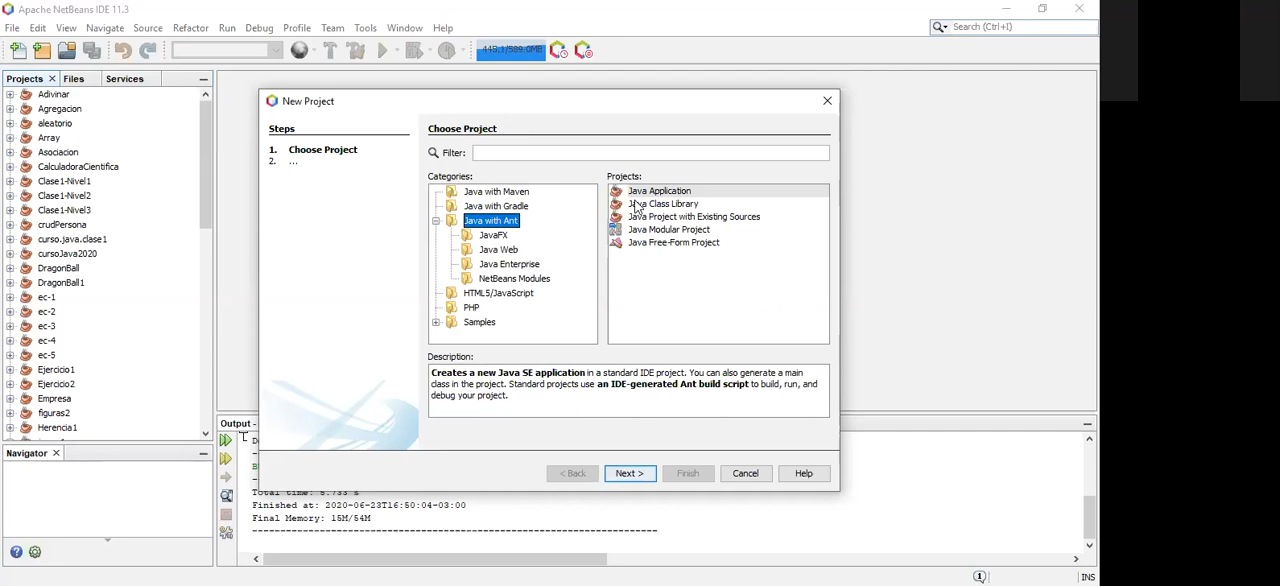 Apache NetBeans IDE 11.3
File Edit View Navigate Source Refactor Run Debug Profile Team Tools Window Help
Search (Ctrl+I)
Projects Files Services
Adivinar
Agregacion
aleatorio
Array
Asociacion
CalculadoraCientifica
Clase1-Nivel1
Clase1-Nivel2
Clase1-Nivel3
crudPersona
curso.java.clase1
cursoJava2020
DragonBall
DragonBall1
ec-1
ec-2
ec-3
ec-4
ec-5
Ejercicio1
Ejercicio2
Empresa
figuras2
Herencia1
Navigator
New Project
Steps
1. Choose Project
2. ...
Choose Project
Filter:
Categories:
Java with Maven
Java with Gradle
Java with Ant
JavaFX
Java Web
Java Enterprise
NetBeans Modules
HTML5/JavaScript
PHP
Samples
Projects:
Java Application
Java Class Library
Java Project with Existing Sources
Java Modular Project
Java Free-Form Project
Description:
Creates a new Java SE application in a standard IDE project. You can also generate a main
class in the project. Standard projects use an IDE-generated Ant build script to build, run, and
debug your project.
< Back Next > Finish Cancel Help
Output -
Total time: 5.733 s
Finished at: 2020-06-23T16:50:04-03:00
Final Memory: 15M/54M
------------------------------------------------------------------------
1 INS